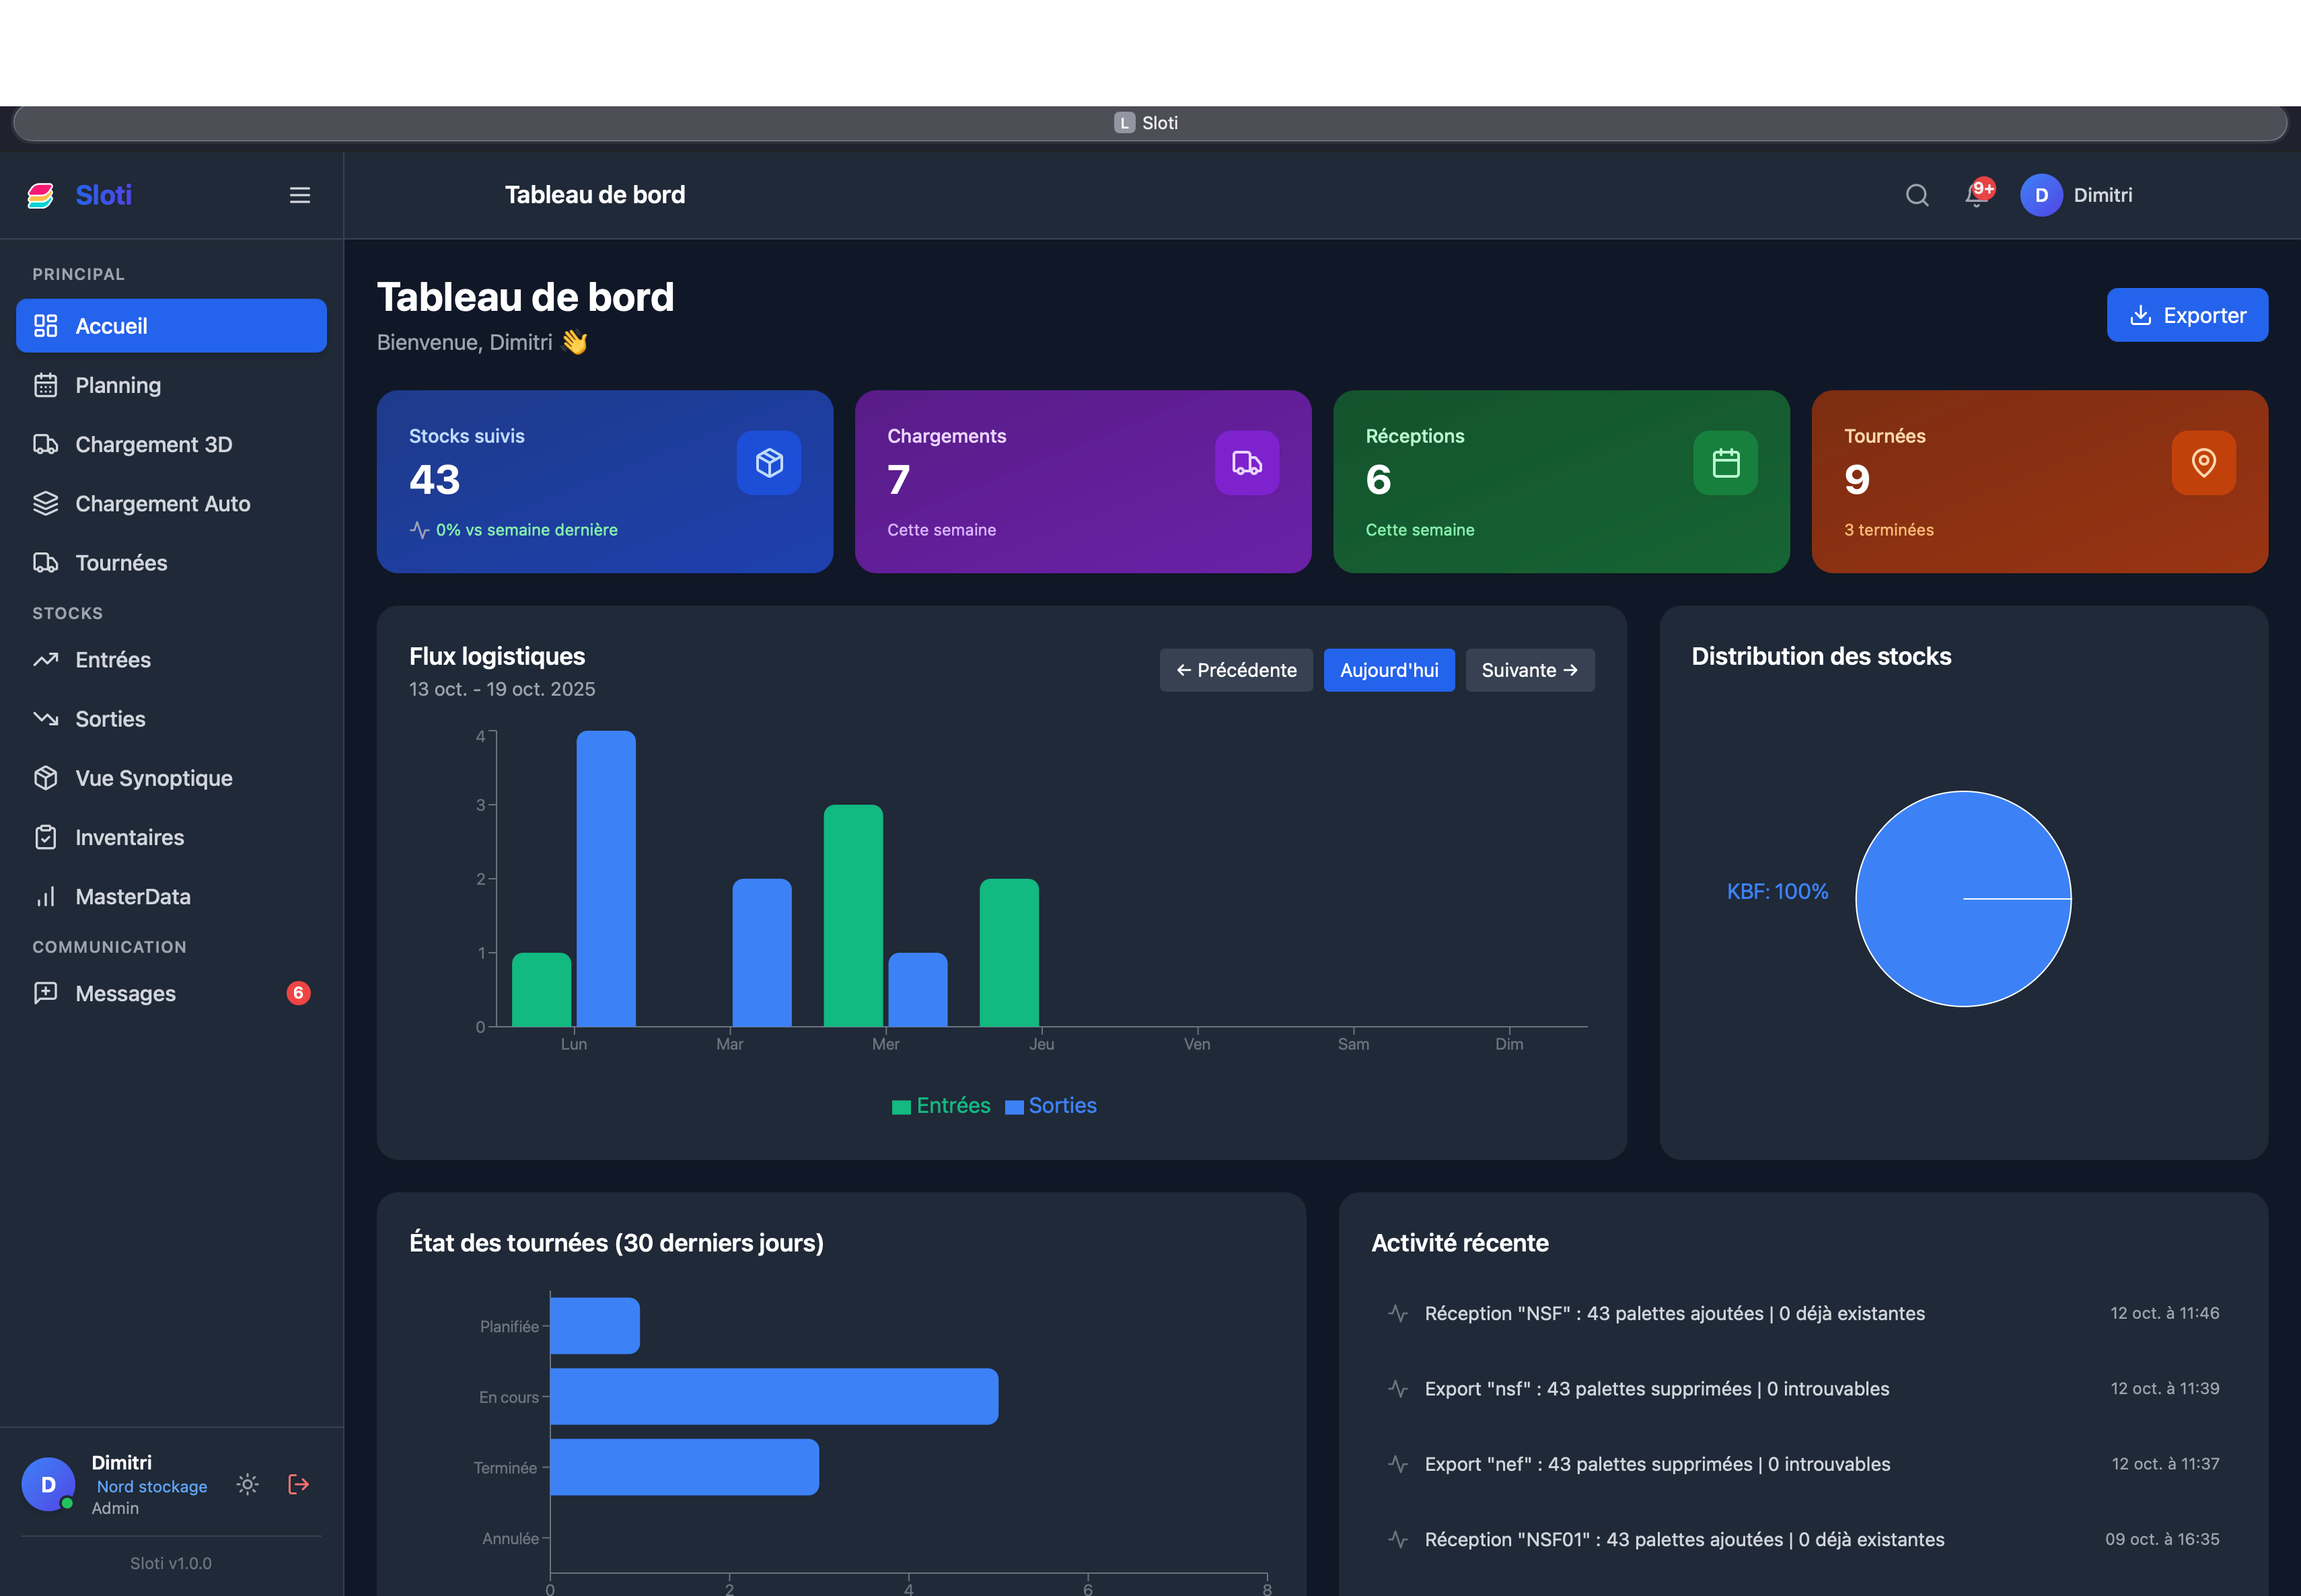 L Sloti
Sloti
Tableau de bord
9+
D Dimitri
PRINCIPAL
Accueil
Planning
Chargement 3D
Chargement Auto
Tournées
STOCKS
Entrées
Sorties
Vue Synoptique
Inventaires
MasterData
COMMUNICATION
Messages 6
D
Dimitri
Nord stockage
Admin
Sloti v1.0.0
Tableau de bord
Bienvenue, Dimitri 👋
Exporter
Stocks suivis
43
0% vs semaine dernière
Chargements
7
Cette semaine
Réceptions
6
Cette semaine
Tournées
9
3 terminées
Flux logistiques
13 oct. - 19 oct. 2025
← Précédente
Aujourd'hui
Suivante →
4
3
2
1
0
Lun Mar Mer Jeu Ven Sam Dim
Entrées Sorties
Distribution des stocks
KBF: 100%
État des tournées (30 derniers jours)
Planifiée
En cours
Terminée
Annulée
0 2 4 6 8
Activité récente
Réception "NSF" : 43 palettes ajoutées | 0 déjà existantes 12 oct. à 11:46
Export "nsf" : 43 palettes supprimées | 0 introuvables 12 oct. à 11:39
Export "nef" : 43 palettes supprimées | 0 introuvables 12 oct. à 11:37
Réception "NSF01" : 43 palettes ajoutées | 0 déjà existantes 09 oct. à 16:35